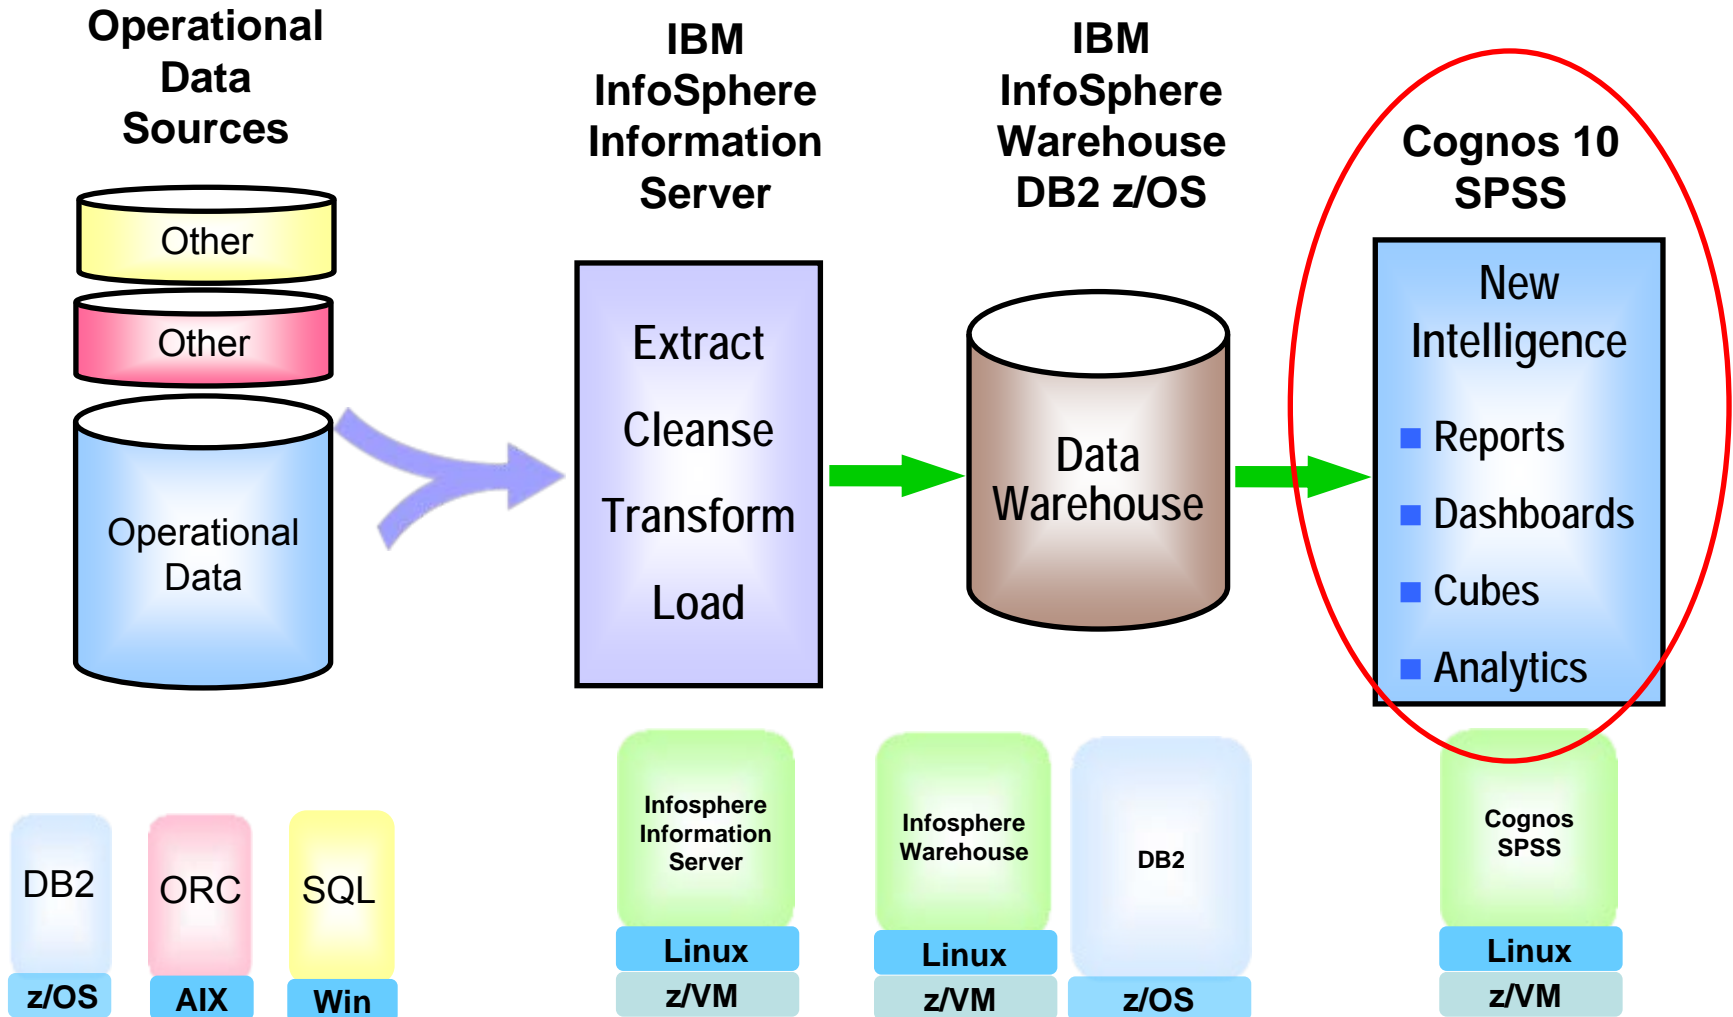 Operational
Data
Sources
IBM
InfoSphere
Information
Server
IBM
InfoSphere
Warehouse
DB2 z/OS
Cognos 10
SPSS
Other
Other
Operational
Data
Extract
Cleanse
Transform
Load
Data
Warehouse
New
Intelligence
Reports
Dashboards
Cubes
Analytics
DB2
z/OS
ORC
AIX
SQL
Win
Infosphere
Information
Server
Linux
z/VM
Infosphere
Warehouse
Linux
z/VM
DB2
z/OS
Cognos
SPSS
Linux
z/VM